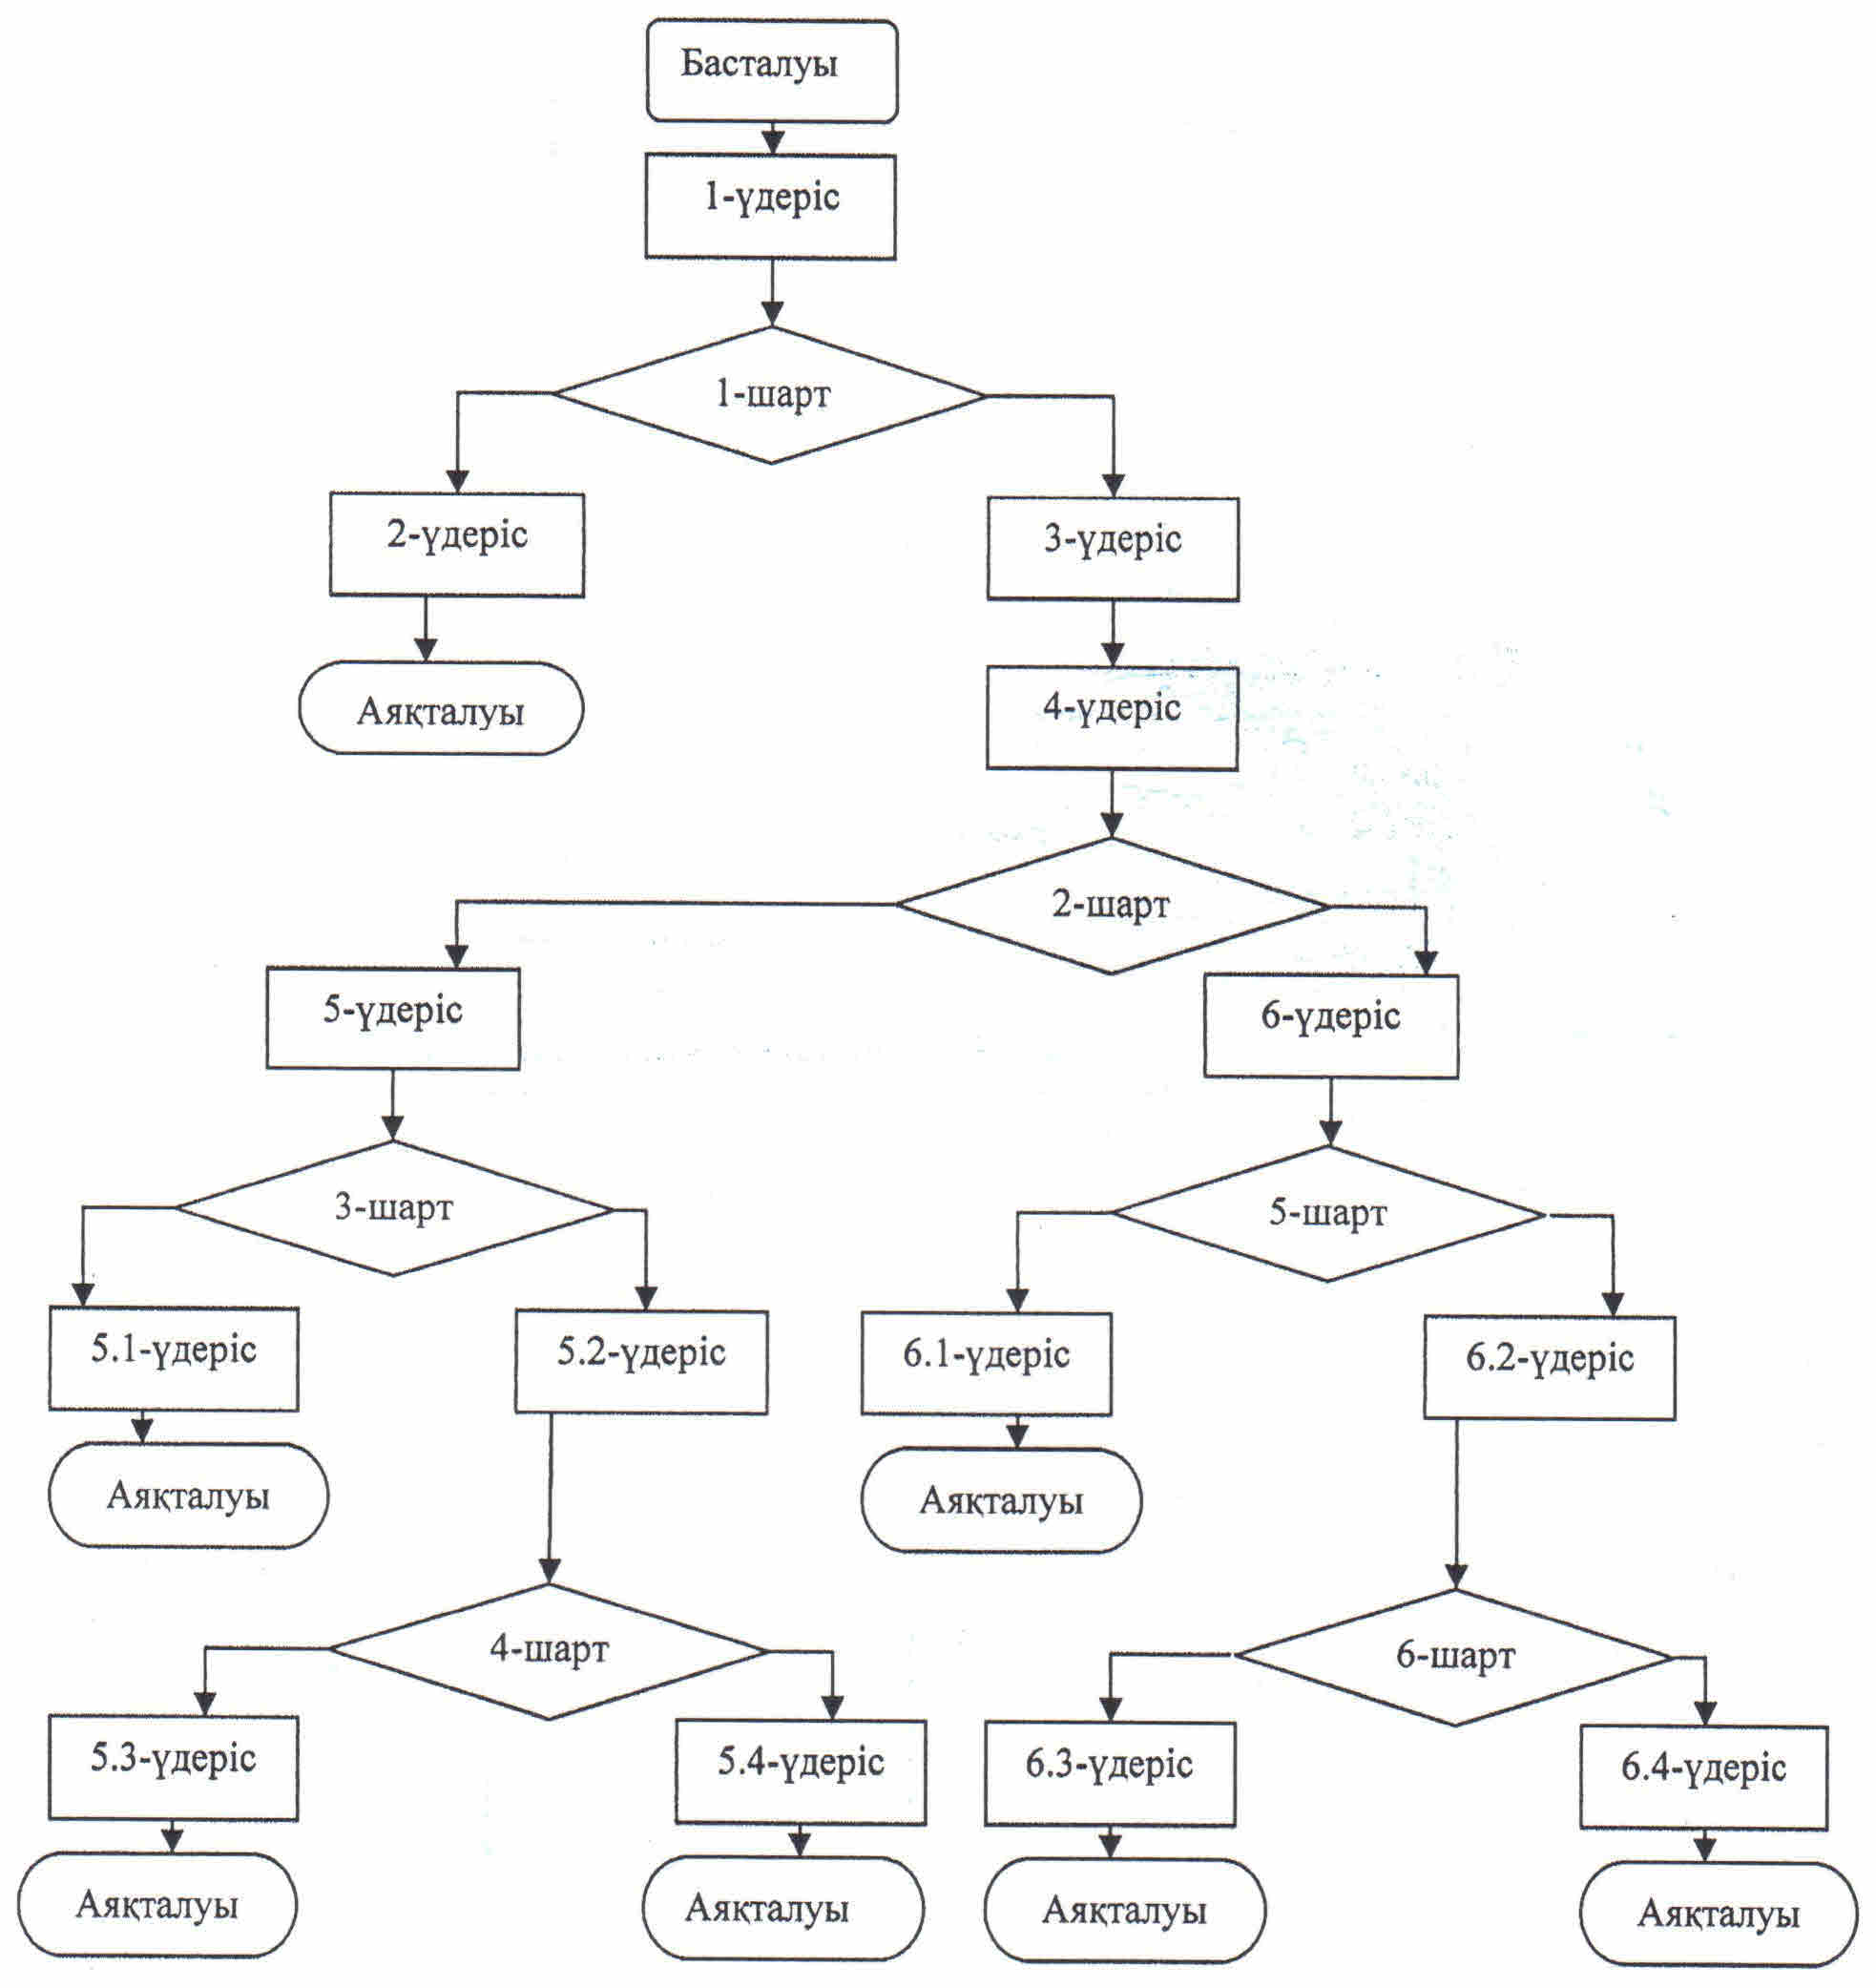 Басталуы
1-үдеріс
1-шарт
2-үдеріс
3-үдеріс
Аяқталуы
4-үдеріс
2-шарт
5-үдеріс
6-үдеріс
3-шарт
5-шарт
5.1-үдеріс
5.2-үдеріс
6.1-үдеріс
6.2-үдеріс
Аяқталуы
Аяқталуы
4-шарт
6-шарт
5.3-үдеріс
5.4-үдеріс
6.3-үдеріс
6.4-үдеріс
Аяқталуы
Аяқталуы
Аяқталуы
Аяқталуы